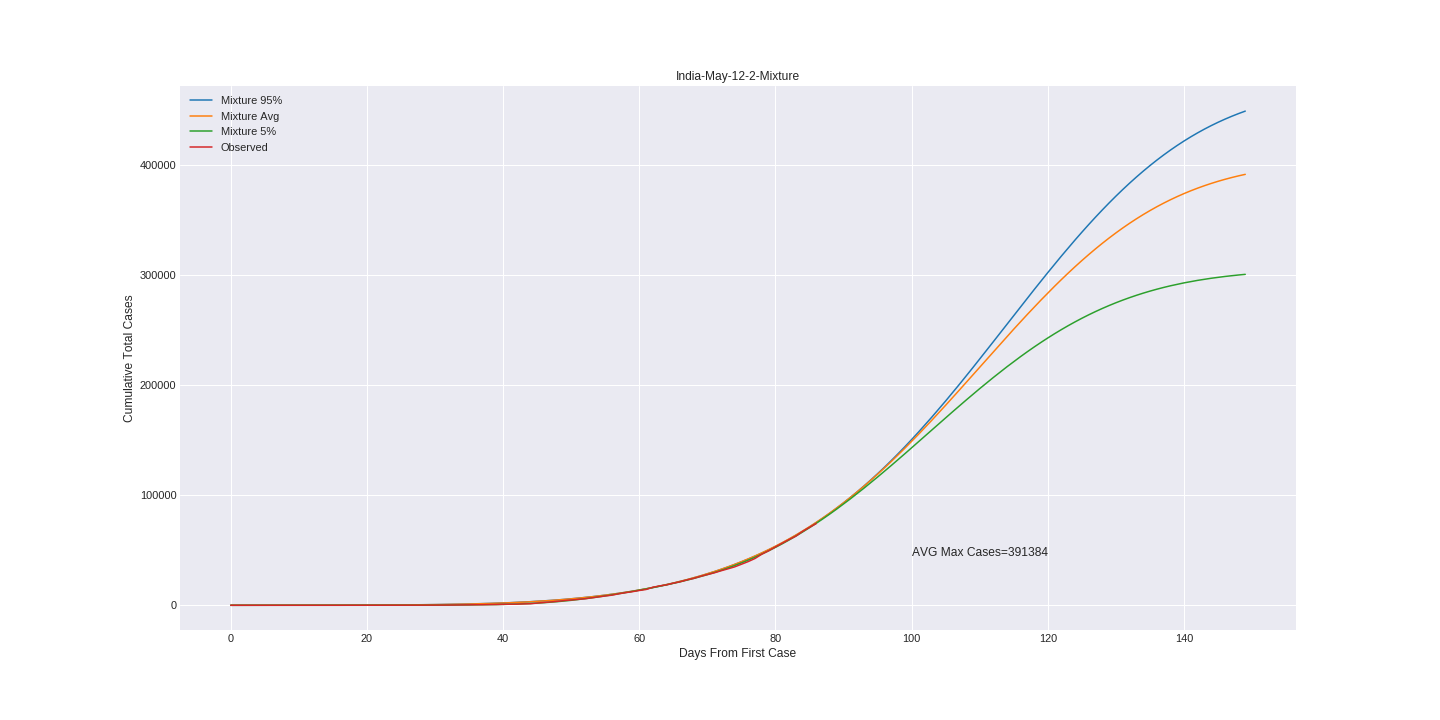 India-May-12-2-Mixture
Mixture 95%
Mixture Avg
Mixture 5%
Observed
400000
300000
200000
100000
0
Cumulative Total Cases
AVG Max Cases=391384
0 20 40 60 80 100 120 140
Days From First Case